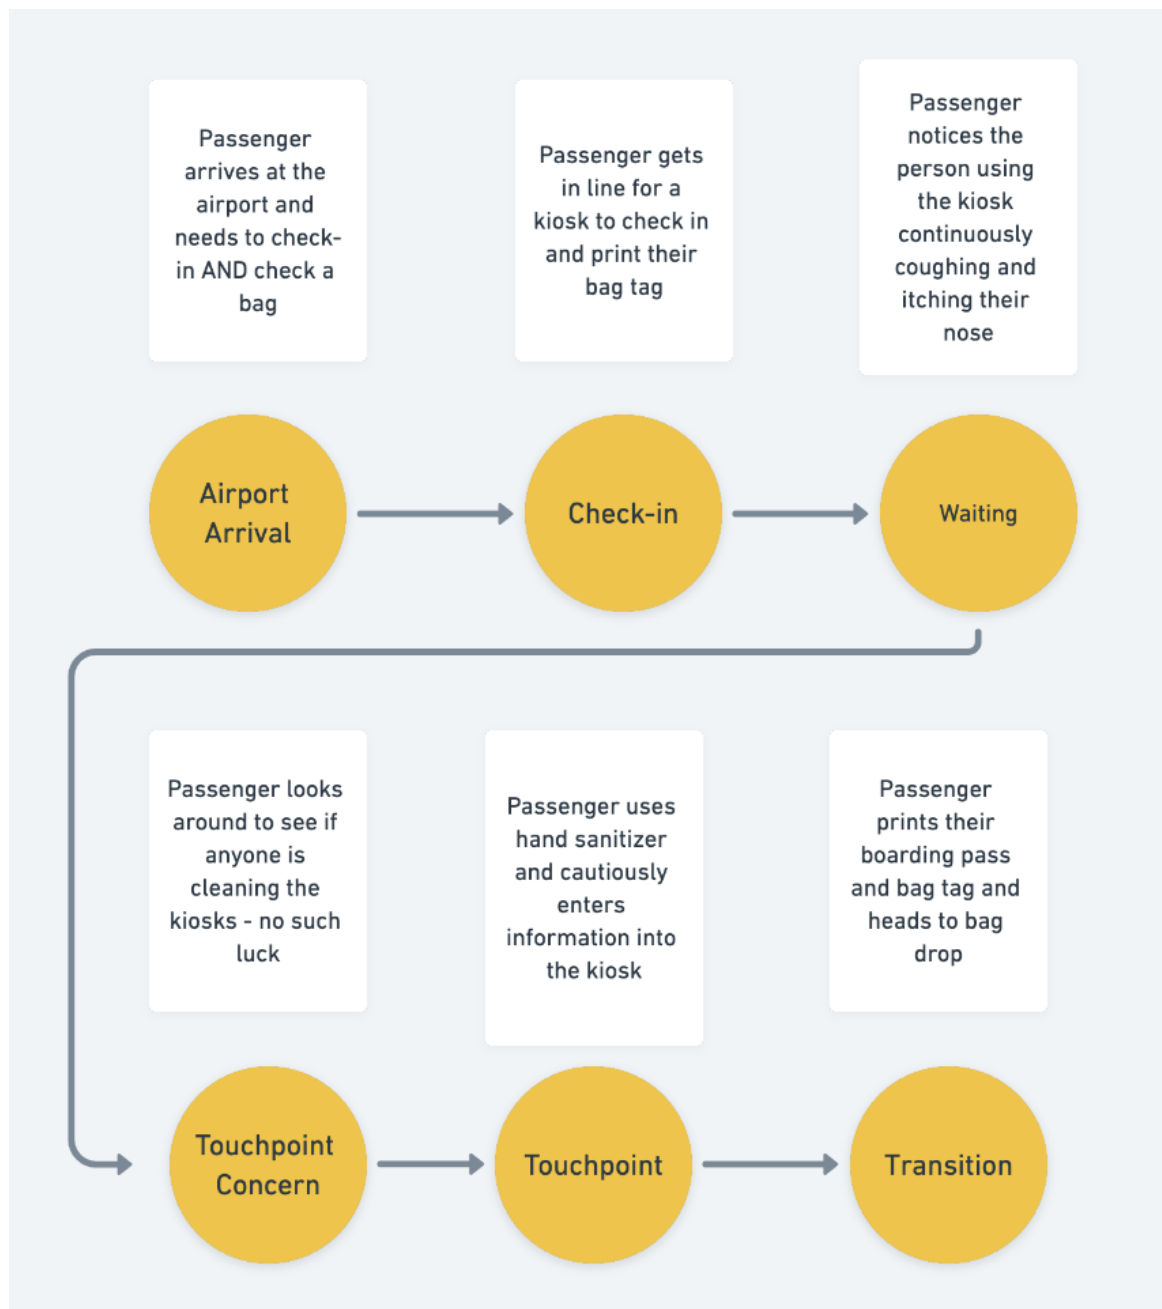 Passenger
arrives at the
airport and
needs to check-
in AND check a
bag
Passenger gets
in line for a
kiosk to check in
and print their
bag tag
Passenger
notices the
person using
the kiosk
continuously
coughing and
itching their
nose
Airport
Arrival
Check-in
Waiting
Passenger looks
around to see if
anyone is
cleaning the
kiosks - no such
luck
Passenger uses
hand sanitizer
and cautiously
enters
information into
the kiosk
Passenger
prints their
boarding pass
and bag tag and
heads to bag
drop
Touchpoint
Concern
Touchpoint
Transition